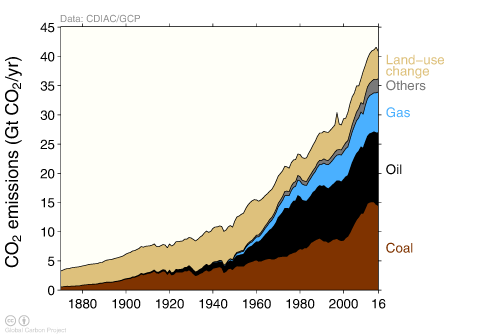 Data: CDIAC/GCP
CO₂ emissions (Gt CO₂/yr)
45
40
35
30
25
20
15
10
5
0
1880 1900 1920 1940 1960 1980 2000 16
Land−use
change
Others
Gas
Oil
Coal
cc
Global Carbon Project